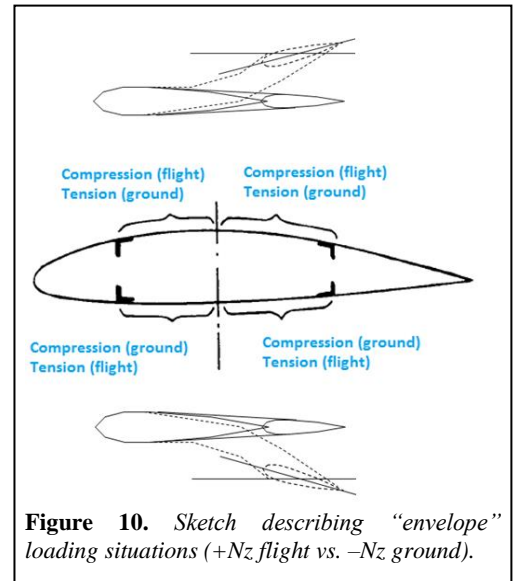 Compression (flight) Compression (flight)
Tension (ground) Tension (ground)
Compression (ground) Compression (ground)
Tension (flight) Tension (flight)
Figure 10. Sketch describing “envelope”
loading situations (+Nz flight vs. –Nz ground).